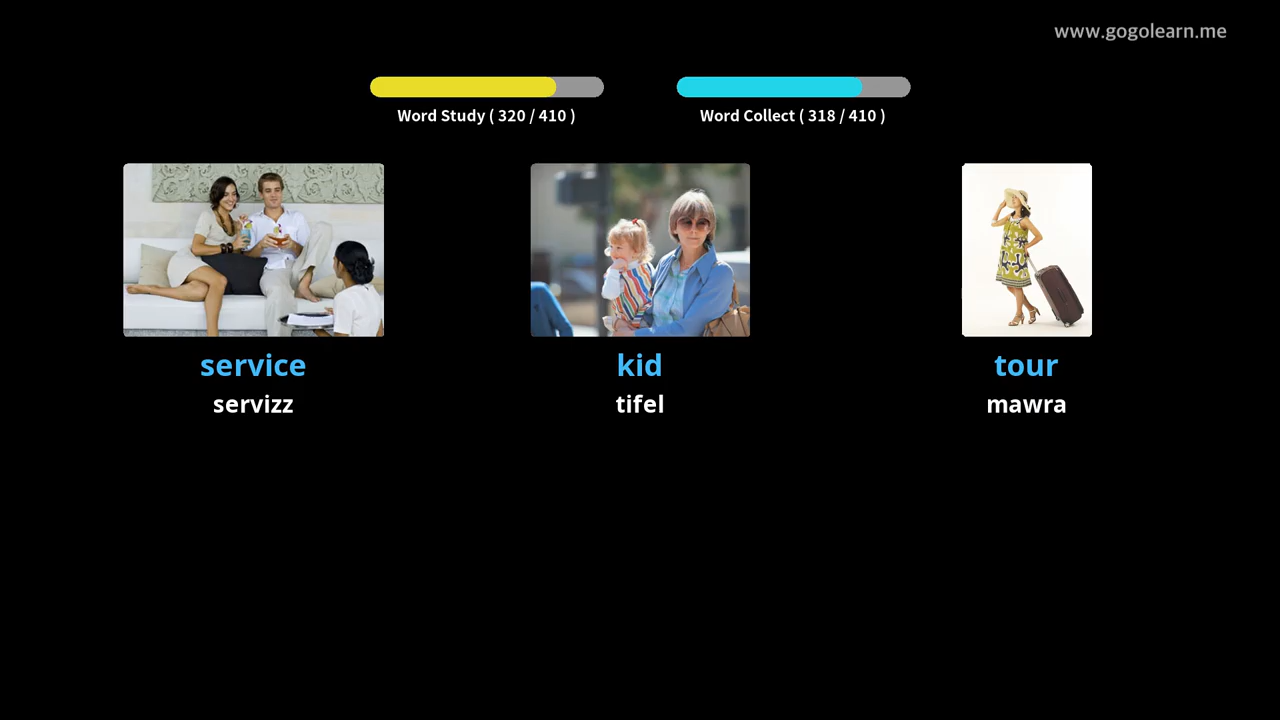 www.gogolearn.me
Word Study ( 320 / 410 )
Word Collect ( 318 / 410 )
service
servizz
kid
tifel
tour
mawra